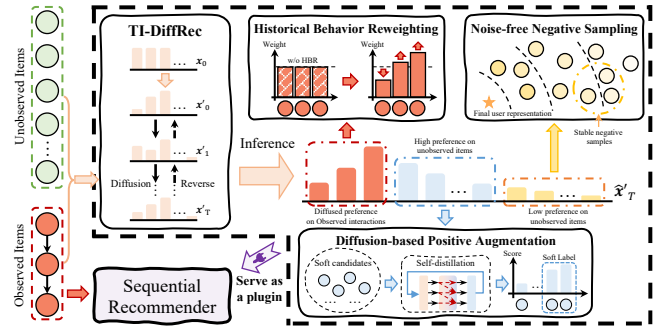 Unobserved Items
Observed Items
TI-DiffRec
x₀
x'₀
x'₁
Diffusion
Reverse
x'T
Inference
Historical Behavior Reweighting
Weight
w/o HBR
Weight
Noise-free Negative Sampling
Final user representation
Stable negative
samples
Diffused preference
on Observed interactions
High preference on
unobserved items
Low preference on
unobserved items
x̂'T
Sequential
Recommender
Serve as
a plugin
Diffusion-based Positive Augmentation
Soft candidates
Self-distillation
Score
Soft Label